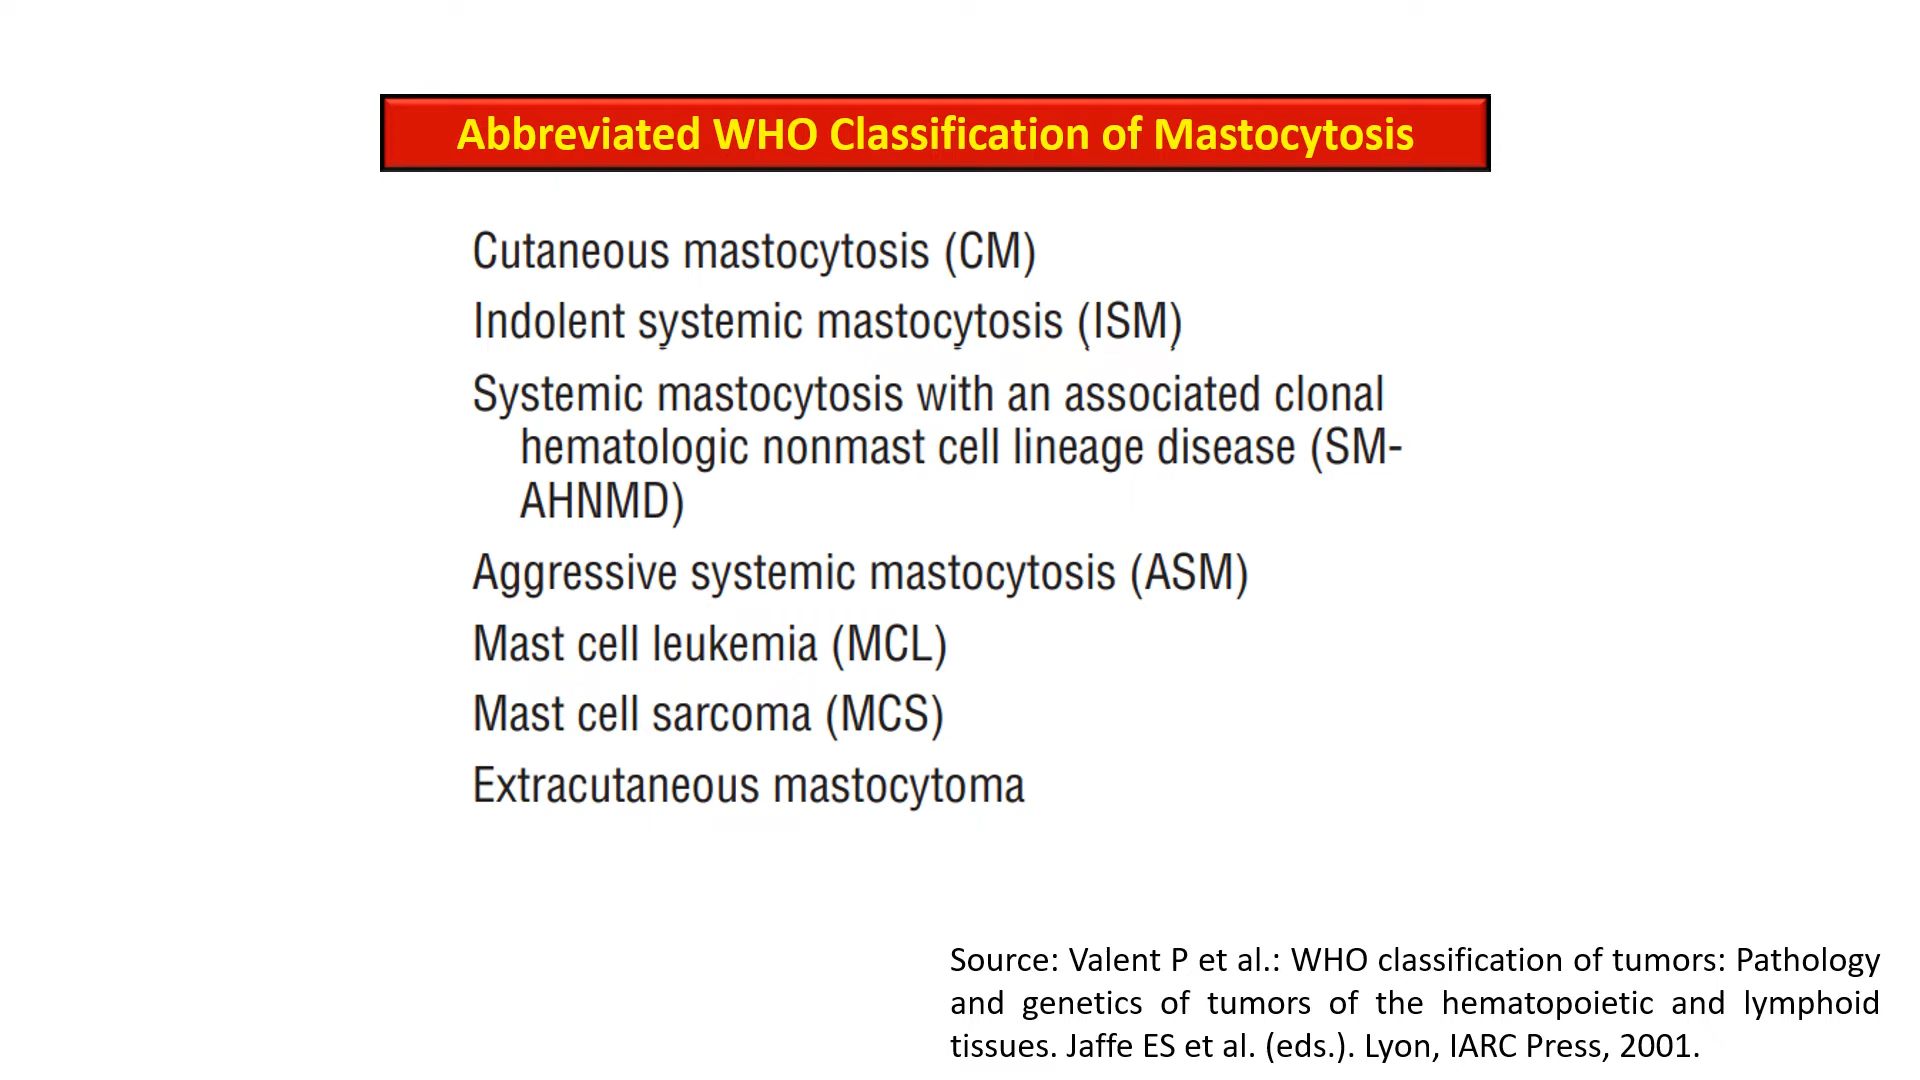 Abbreviated WHO Classification of Mastocytosis
Cutaneous mastocytosis (CM)
Indolent systemic mastocytosis (ISM)
Systemic mastocytosis with an associated clonal
hematologic nonmast cell lineage disease (SM-
AHNMD)
Aggressive systemic mastocytosis (ASM)
Mast cell leukemia (MCL)
Mast cell sarcoma (MCS)
Extracutaneous mastocytoma
Source: Valent P et al.: WHO classification of tumors: Pathology
and genetics of tumors of the hematopoietic and lymphoid
tissues. Jaffe ES et al. (eds.). Lyon, IARC Press, 2001.